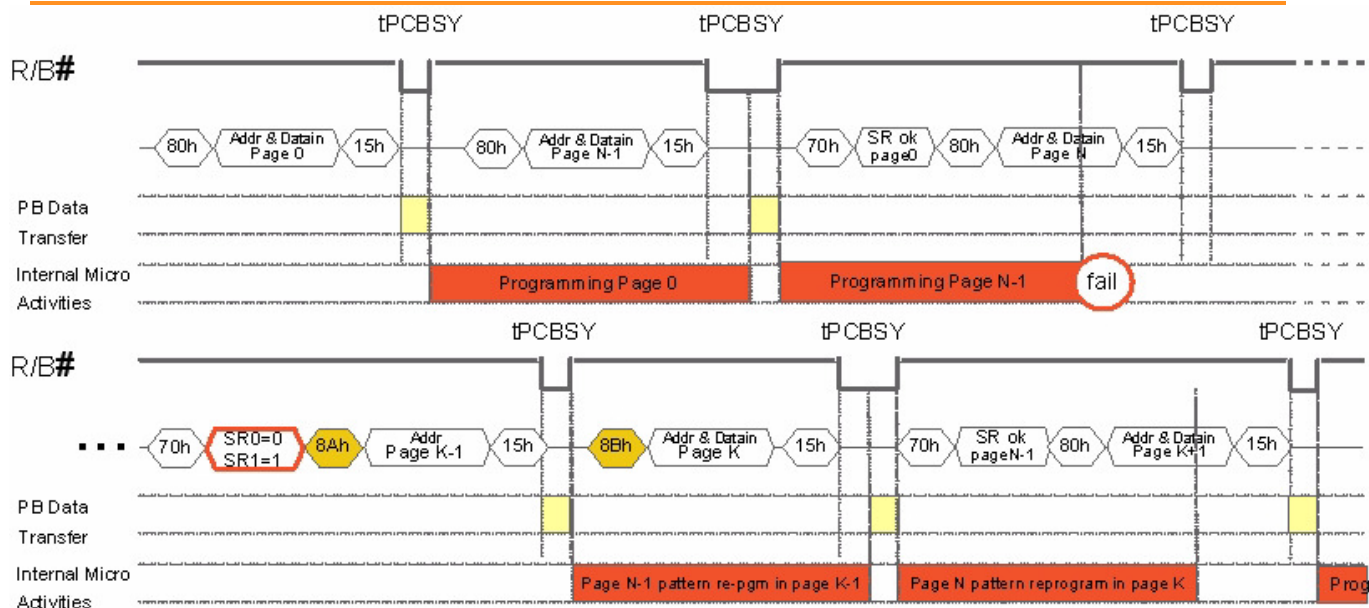 tPCBSY tPCBSY tPCBSY
R/B#
80h Addr & Datain Page 0 15h 80h Addr & Datain Page N-1 15h 70h SR ok page0 80h Addr & Datain Page N 15h
PB Data
Transfer
Internal Micro
Activities
Programming Page 0 Programming Page N-1 fail
tPCBSY tPCBSY tPCBSY
R/B#
... 70h SR0=0 SR1=1 8Ah Addr Page K-1 15h 8Bh Addr & Datain Page K 15h 70h SR ok pageN-1 80h Addr & Datain Page K+1 15h
PB Data
Transfer
Internal Micro
Activities
Page N-1 pattern re-pgm in page K-1 Page N pattern reprogram in page K Prog